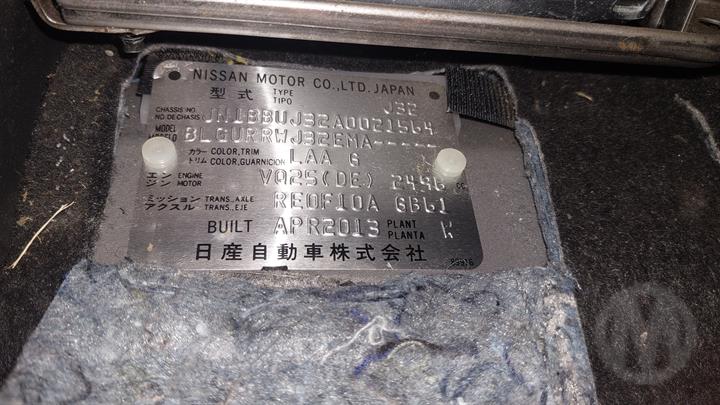 NISSAN MOTOR CO.,LTD. JAPAN
型式 TYPE TIPO J32
CHASSIS NO. NO DE CHASIS JN1BBUJ32A0021564
MODEL MODELO BLGURRWJ32EMA-----
カラー COLOR,TRIM トリム COLOR,GUARNICION LAA G
エンジン ENGINE MOTOR VQ25(DE) 2496 cc
ミッション TRANS.,AXLE アクスル TRANS.,EJE RE0F10A GB61
BUILT APR2013 PLANT PLANTA K
日産自動車株式会社